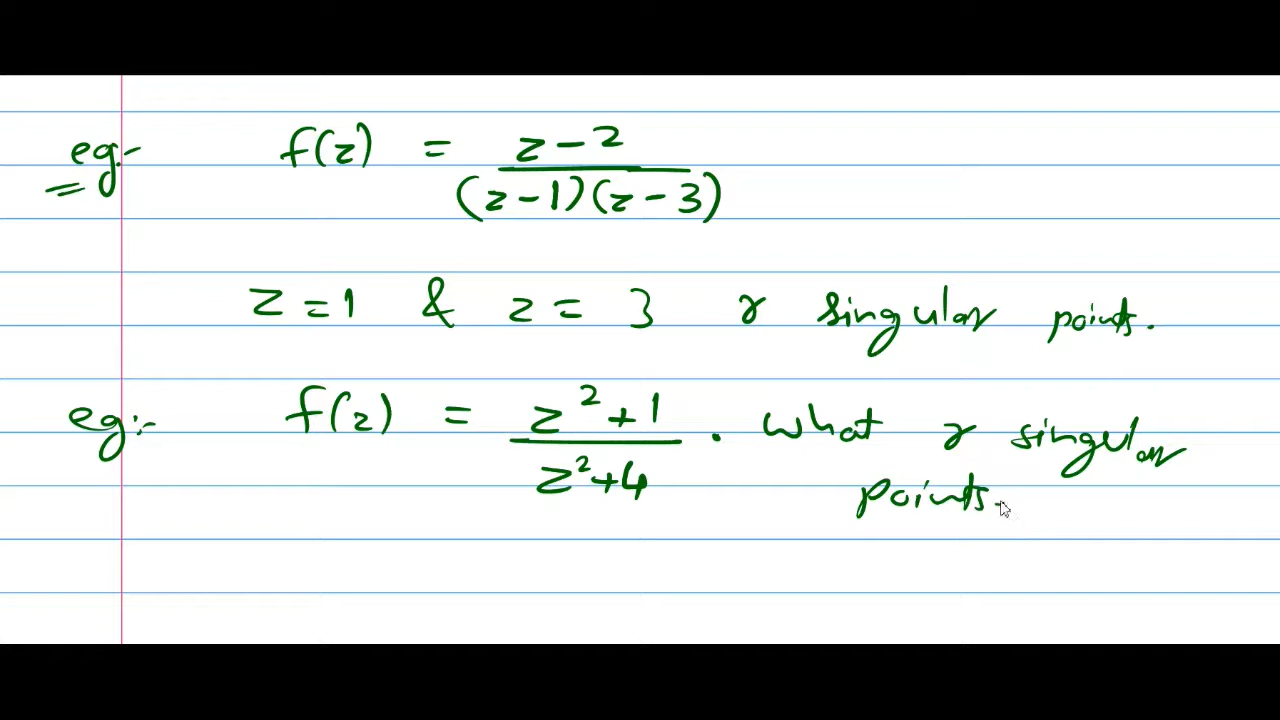 eg:- f(z) = z-2 / (z-1)(z-3)
z=1 & z= 3 r singular points.
eg:- f(z) = z²+1 / z²+4 . What r singular
points.